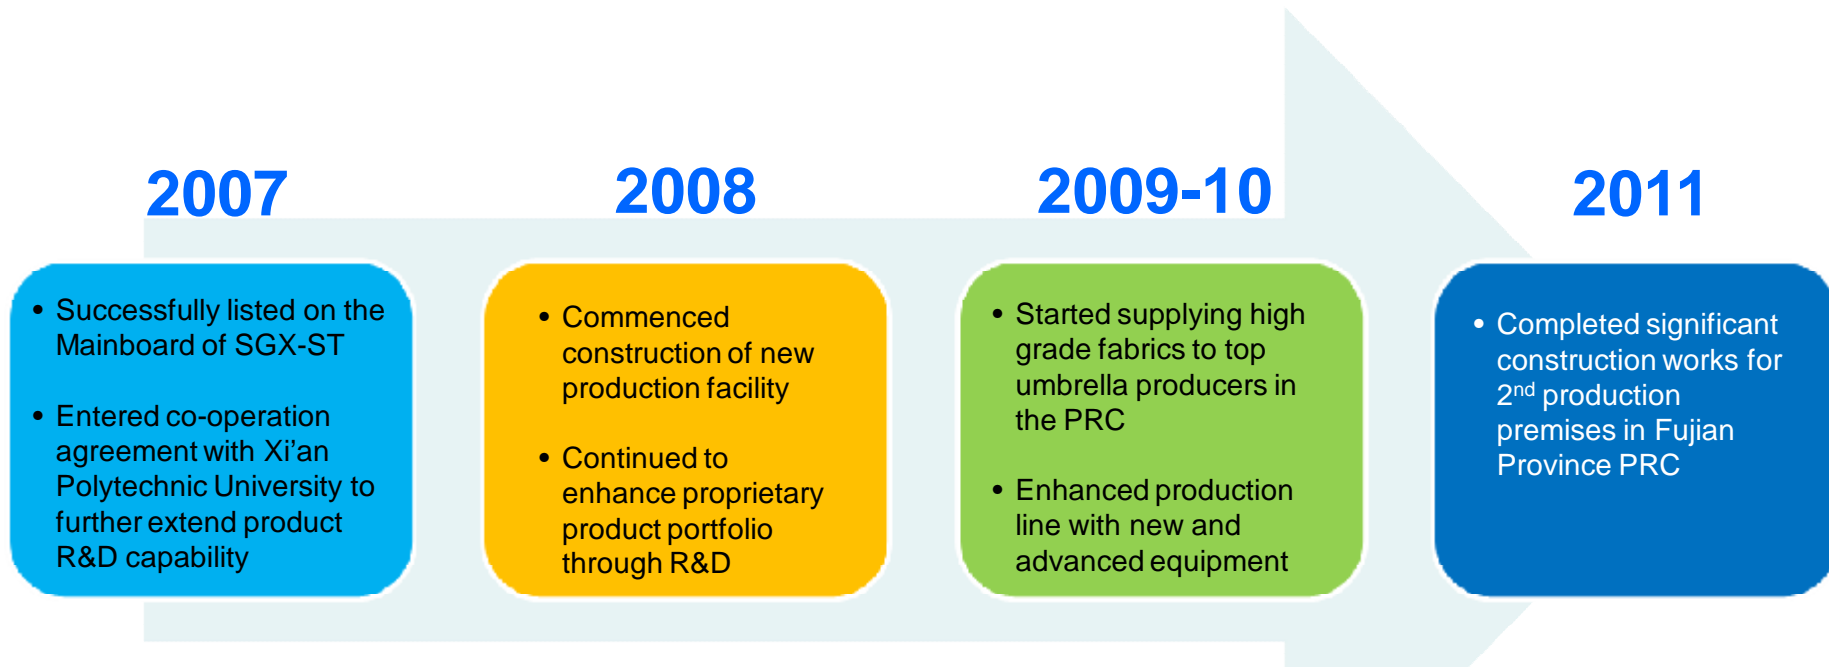 2007
• Successfully listed on the
Mainboard of SGX-ST
• Entered co-operation
agreement with Xi’an
Polytechnic University to
further extend product
R&D capability
2008
• Commenced
construction of new
production facility
• Continued to
enhance proprietary
product portfolio
through R&D
2009-10
• Started supplying high
grade fabrics to top
umbrella producers in
the PRC
• Enhanced production
line with new and
advanced equipment
2011
• Completed significant
construction works for
2nd production
premises in Fujian
Province PRC